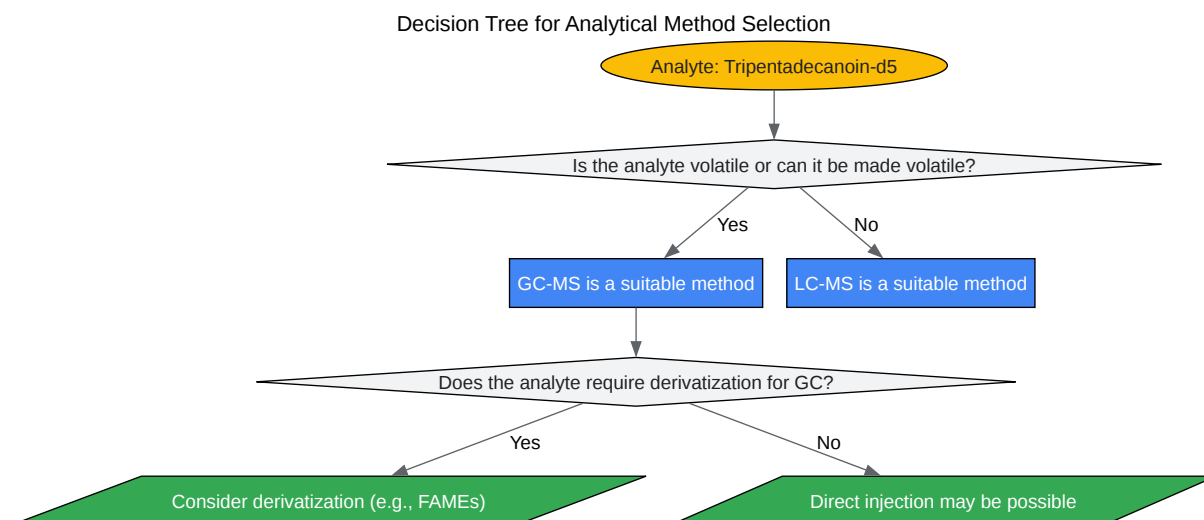 Decision Tree for Analytical Method Selection
Analyte: Tripentadecanoin-d5
Is the analyte volatile or can it be made volatile?
Yes
No
GC-MS is a suitable method
LC-MS is a suitable method
Does the analyte require derivatization for GC?
Yes
No
Consider derivatization (e.g., FAMEs)
Direct injection may be possible